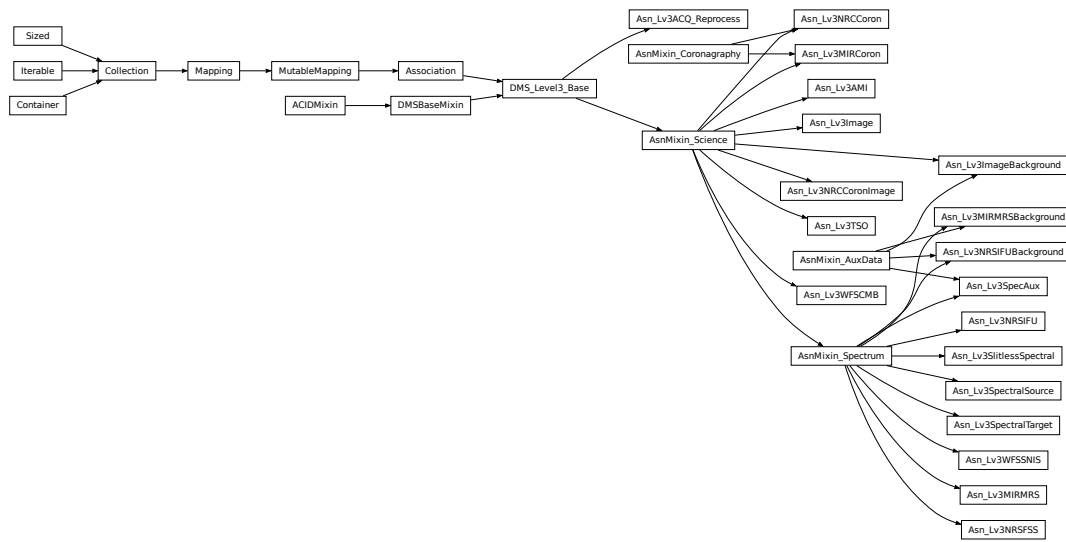 Sized
Iterable
Container
Collection
Mapping
MutableMapping
Association
ACIDMixin
DMSBaseMixin
DMS_Level3_Base
Asn_Lv3ACQ_Reprocess
AsnMixin_Coronagraphy
AsnMixin_Science
Asn_Lv3NRCCoron
Asn_Lv3MIRCoron
Asn_Lv3AMI
Asn_Lv3Image
Asn_Lv3NRCCoronImage
Asn_Lv3TSO
AsnMixin_AuxData
Asn_Lv3WFSCMB
AsnMixin_Spectrum
Asn_Lv3ImageBackground
Asn_Lv3MIRMRSBackground
Asn_Lv3NRSIFUBackground
Asn_Lv3SpecAux
Asn_Lv3NRSIFU
Asn_Lv3SlitlessSpectral
Asn_Lv3SpectralSource
Asn_Lv3SpectralTarget
Asn_Lv3WFSSNIS
Asn_Lv3MIRMRS
Asn_Lv3NRSFSS